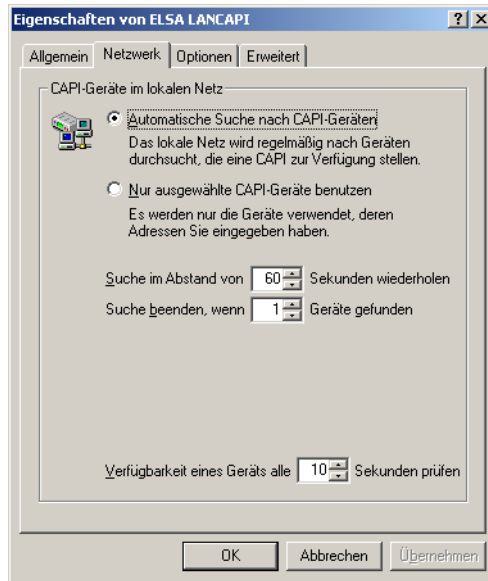 Eigenschaften von ELSA LANCAPI
Allgemein Netzwerk Optionen Erweitert
CAPI-Geräte im lokalen Netz
Automatische Suche nach CAPI-Geräten
Das lokale Netz wird regelmäßig nach Geräten
durchsucht, die eine CAPI zur Verfügung stellen.
Nur ausgewählte CAPI-Geräte benutzen
Es werden nur die Geräte verwendet, deren
Adressen Sie eingegeben haben.
Suche im Abstand von 60 Sekunden wiederholen
Suche beenden, wenn 1 Geräte gefunden
Verfügbarkeit eines Geräts alle 10 Sekunden prüfen
OK Abbrechen Übernehmen